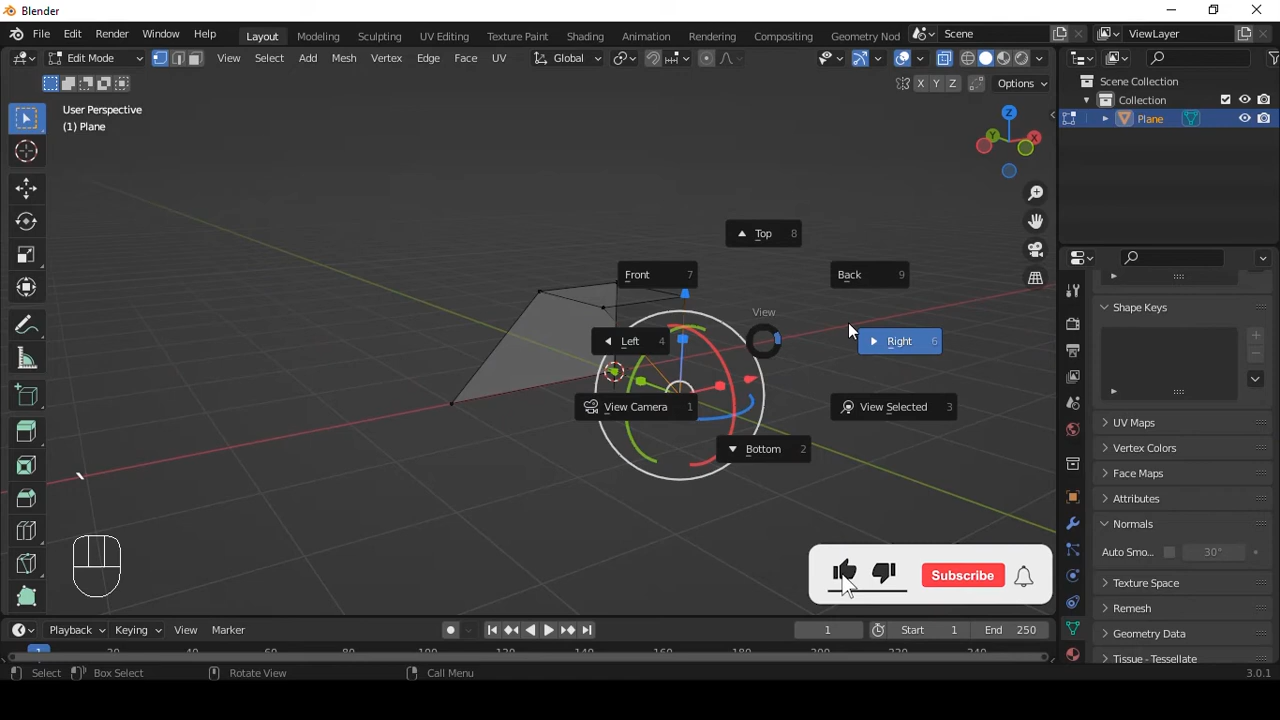 Blender
File Edit Render Window Help Layout Modeling Sculpting UV Editing Texture Paint Shading Animation Rendering Compositing Geometry Nod Scene ViewLayer
Edit Mode View Select Add Mesh Vertex Edge Face UV Global
X Y Z Options
User Perspective
(1) Plane
Z
Y
X
Scene Collection
Collection
Plane
Top 8
Front 7
Back 9
View
Left 4
Right 6
View Camera 1
View Selected 3
Bottom 2
Shape Keys
UV Maps
Vertex Colors
Face Maps
Attributes
Normals
Auto Smo... 30°
Texture Space
Remesh
Geometry Data
Tissue - Tessellate
Subscribe
Playback Keying View Marker 1 Start 1 End 250
Select Box Select Rotate View Call Menu 3.0.1